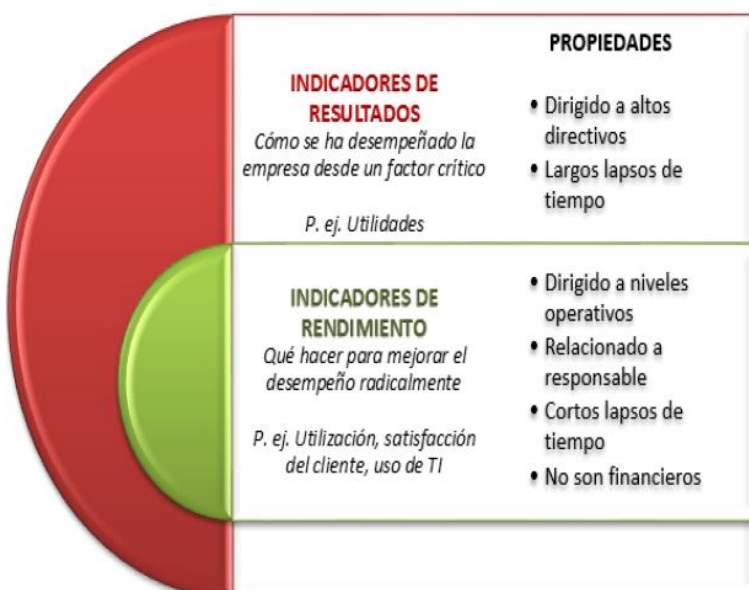 INDICADORES DE
RESULTADOS
Cómo se ha desempeñado la
empresa desde un factor crítico
P. ej. Utilidades
PROPIEDADES
• Dirigido a altos
directivos
• Largos lapsos de
tiempo
INDICADORES DE
RENDIMIENTO
Qué hacer para mejorar el
desempeño radicalmente
P. ej. Utilización, satisfacción
del cliente, uso de TI
• Dirigido a niveles
operativos
• Relacionado a
responsable
• Cortos lapsos de
tiempo
• No son financieros